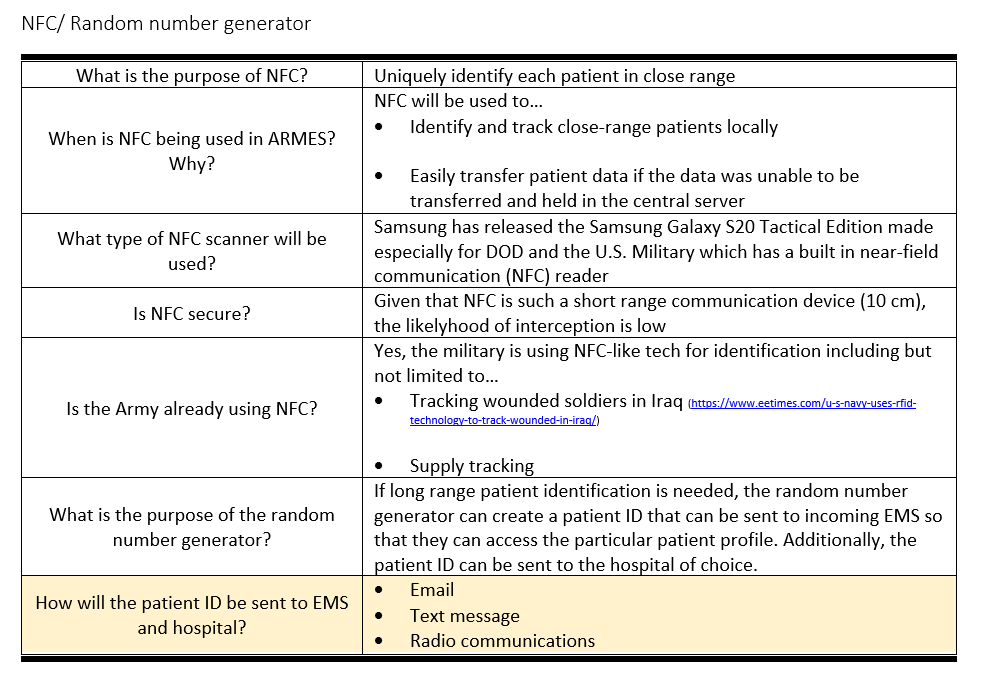 NFC/ Random number generator
What is the purpose of NFC?
Uniquely identify each patient in close range
When is NFC being used in ARMES?
Why?
NFC will be used to...
• Identify and track close-range patients locally
• Easily transfer patient data if the data was unable to be
transferred and held in the central server
What type of NFC scanner will be
used?
Samsung has released the Samsung Galaxy S20 Tactical Edition made
especially for DOD and the U.S. Military which has a built in near-field
communication (NFC) reader
Is NFC secure?
Given that NFC is such a short range communication device (10 cm),
the likelyhood of interception is low
Is the Army already using NFC?
Yes, the military is using NFC-like tech for identification including but
not limited to...
• Tracking wounded soldiers in Iraq (https://www.eetimes.com/u-s-navy-uses-rfid-
technology-to-track-wounded-in-iraq/)
• Supply tracking
What is the purpose of the random
number generator?
If long range patient identification is needed, the random number
generator can create a patient ID that can be sent to incoming EMS so
that they can access the particular patient profile. Additionally, the
patient ID can be sent to the hospital of choice.
How will the patient ID be sent to EMS
and hospital?
• Email
• Text message
• Radio communications